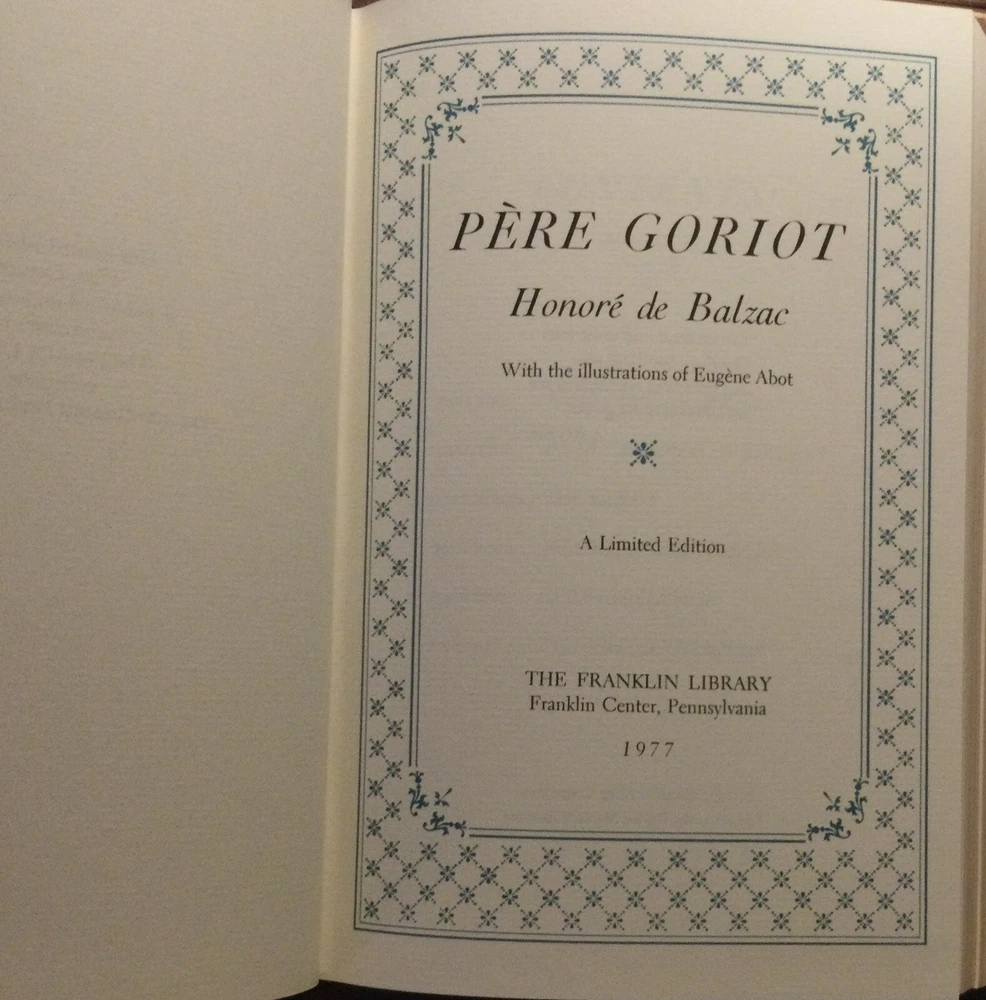 PÈRE GORIOT
Honoré de Balzac
With the illustrations of Eugène Abot
A Limited Edition
THE FRANKLIN LIBRARY
Franklin Center, Pennsylvania
1977